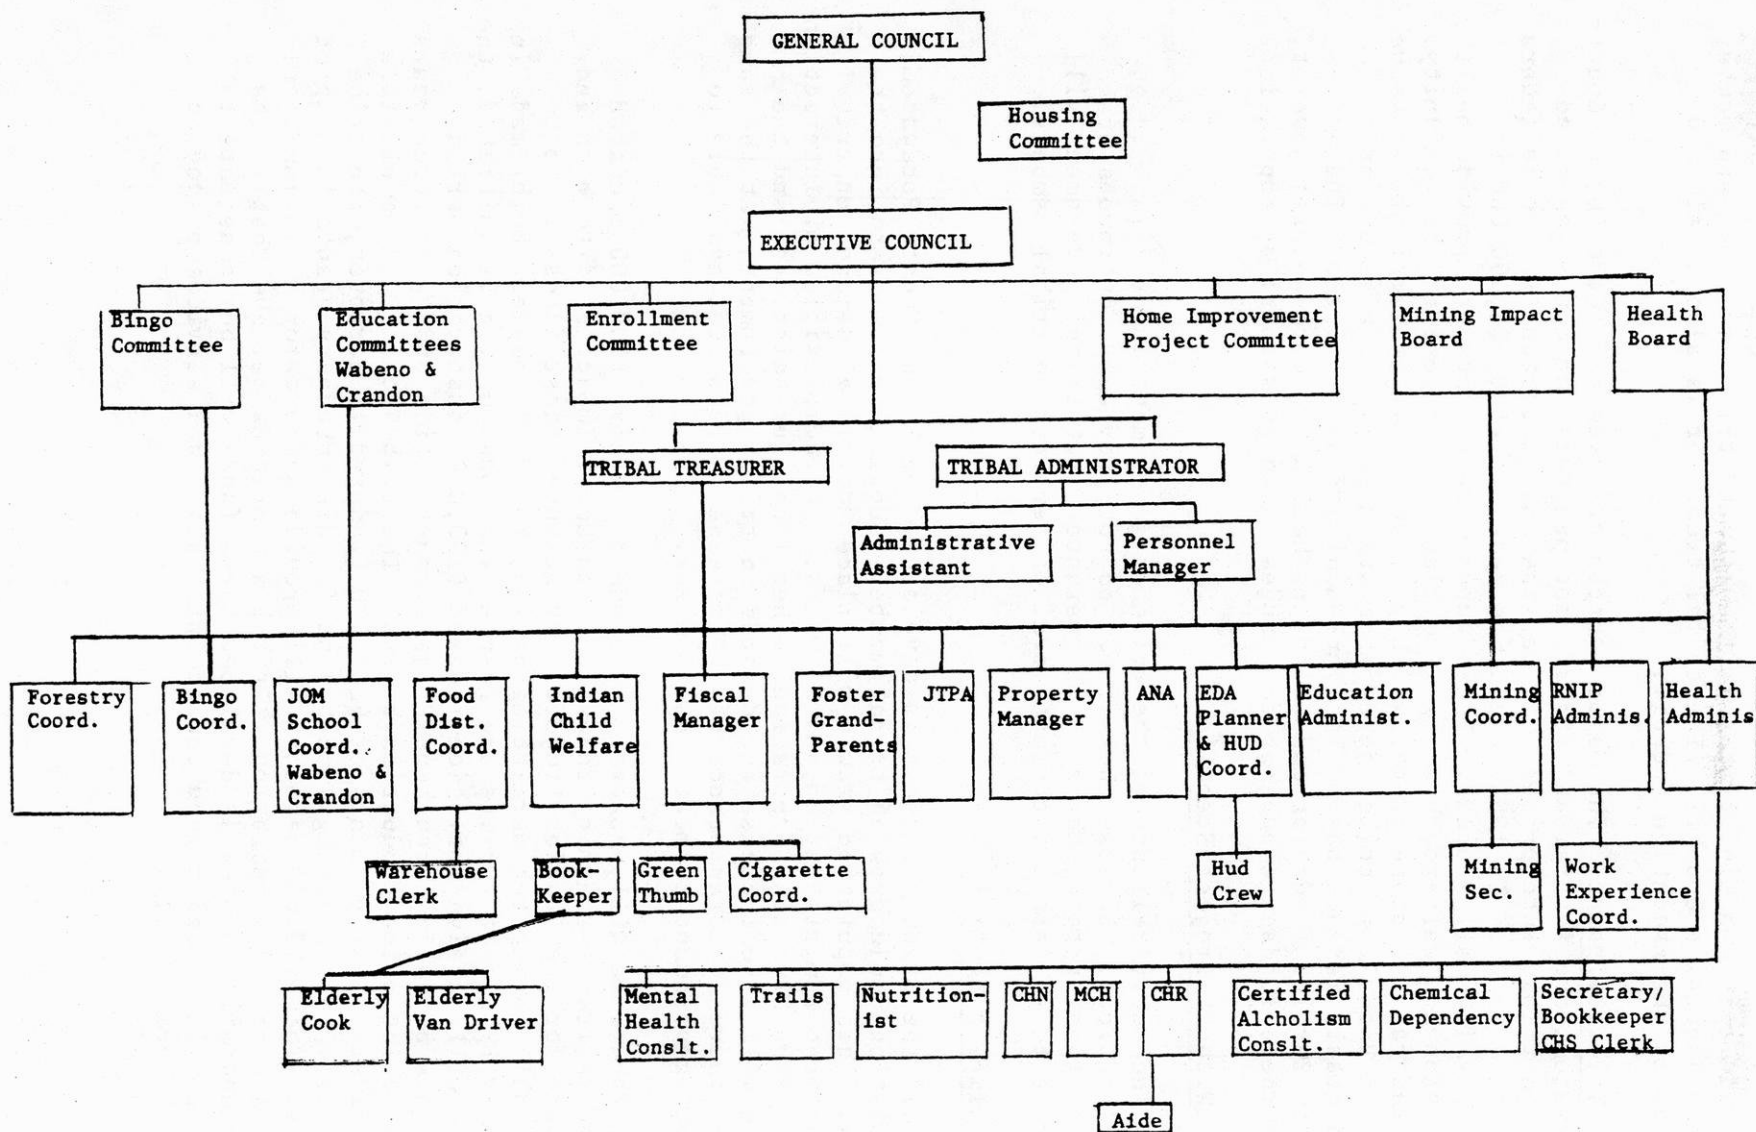 GENERAL COUNCIL
Housing
Committee
EXECUTIVE COUNCIL
Bingo
Committee
Education
Committees
Wabeno &
Crandon
Enrollment
Committee
Home Improvement
Project Committee
Mining Impact
Board
Health
Board
TRIBAL TREASURER
TRIBAL ADMINISTRATOR
Administrative
Assistant
Personnel
Manager
Forestry
Coord.
Bingo
Coord.
JOM
School
Coord.
Wabeno &
Crandon
Food
Dist.
Coord.
Indian
Child
Welfare
Fiscal
Manager
Foster
Grand-
Parents
JTPA
Property
Manager
ANA
EDA
Planner
& HUD
Coord.
Education
Administ.
Mining
Coord.
RNIP
Adminis.
Health
Adminis
Warehouse
Clerk
Book-
Keeper
Green
Thumb
Cigarette
Coord.
Hud
Crew
Mining
Sec.
Work
Experience
Coord.
Elderly
Cook
Elderly
Van Driver
Mental
Health
Conslt.
Trails
Nutrition-
ist
CHN
MCH
CHR
Certified
Alcholism
Conslt.
Chemical
Dependency
Secretary/
Bookkeeper
CHS Clerk
Aide